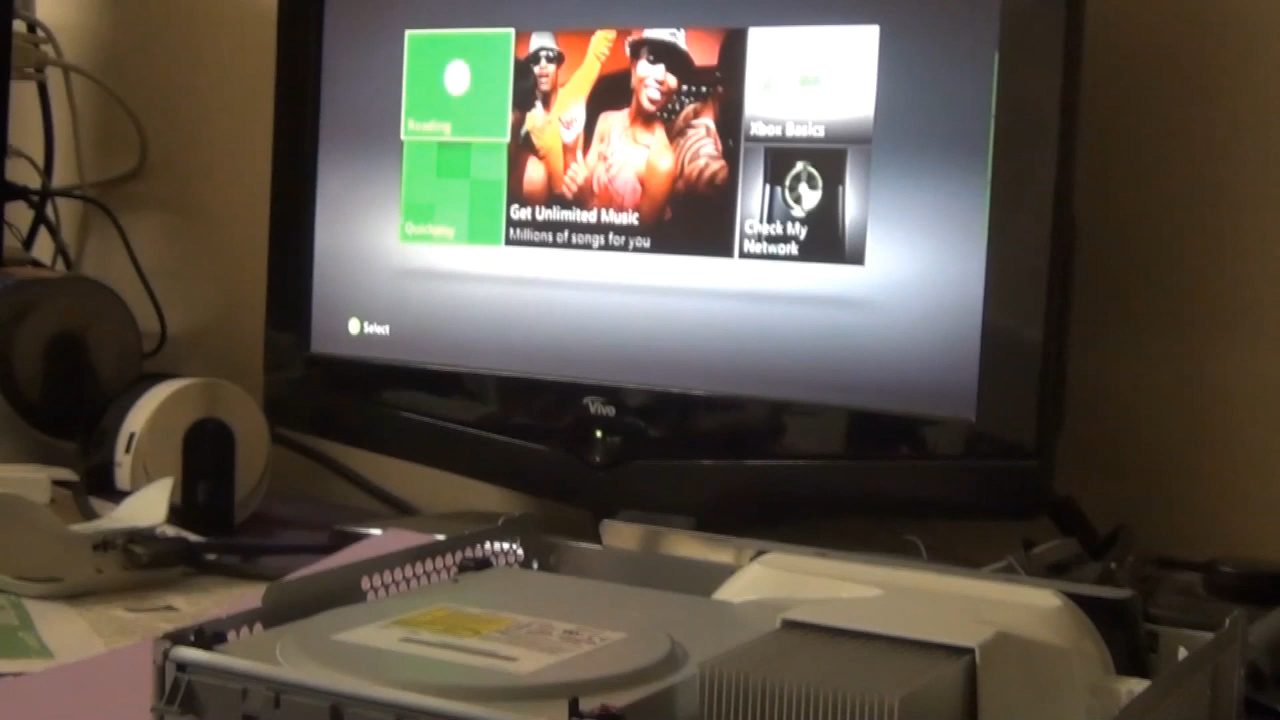 Reading
Quickplay
Get Unlimited Music
Millions of songs for you
Xbox Basics
Check My
Network
Select
Vivo